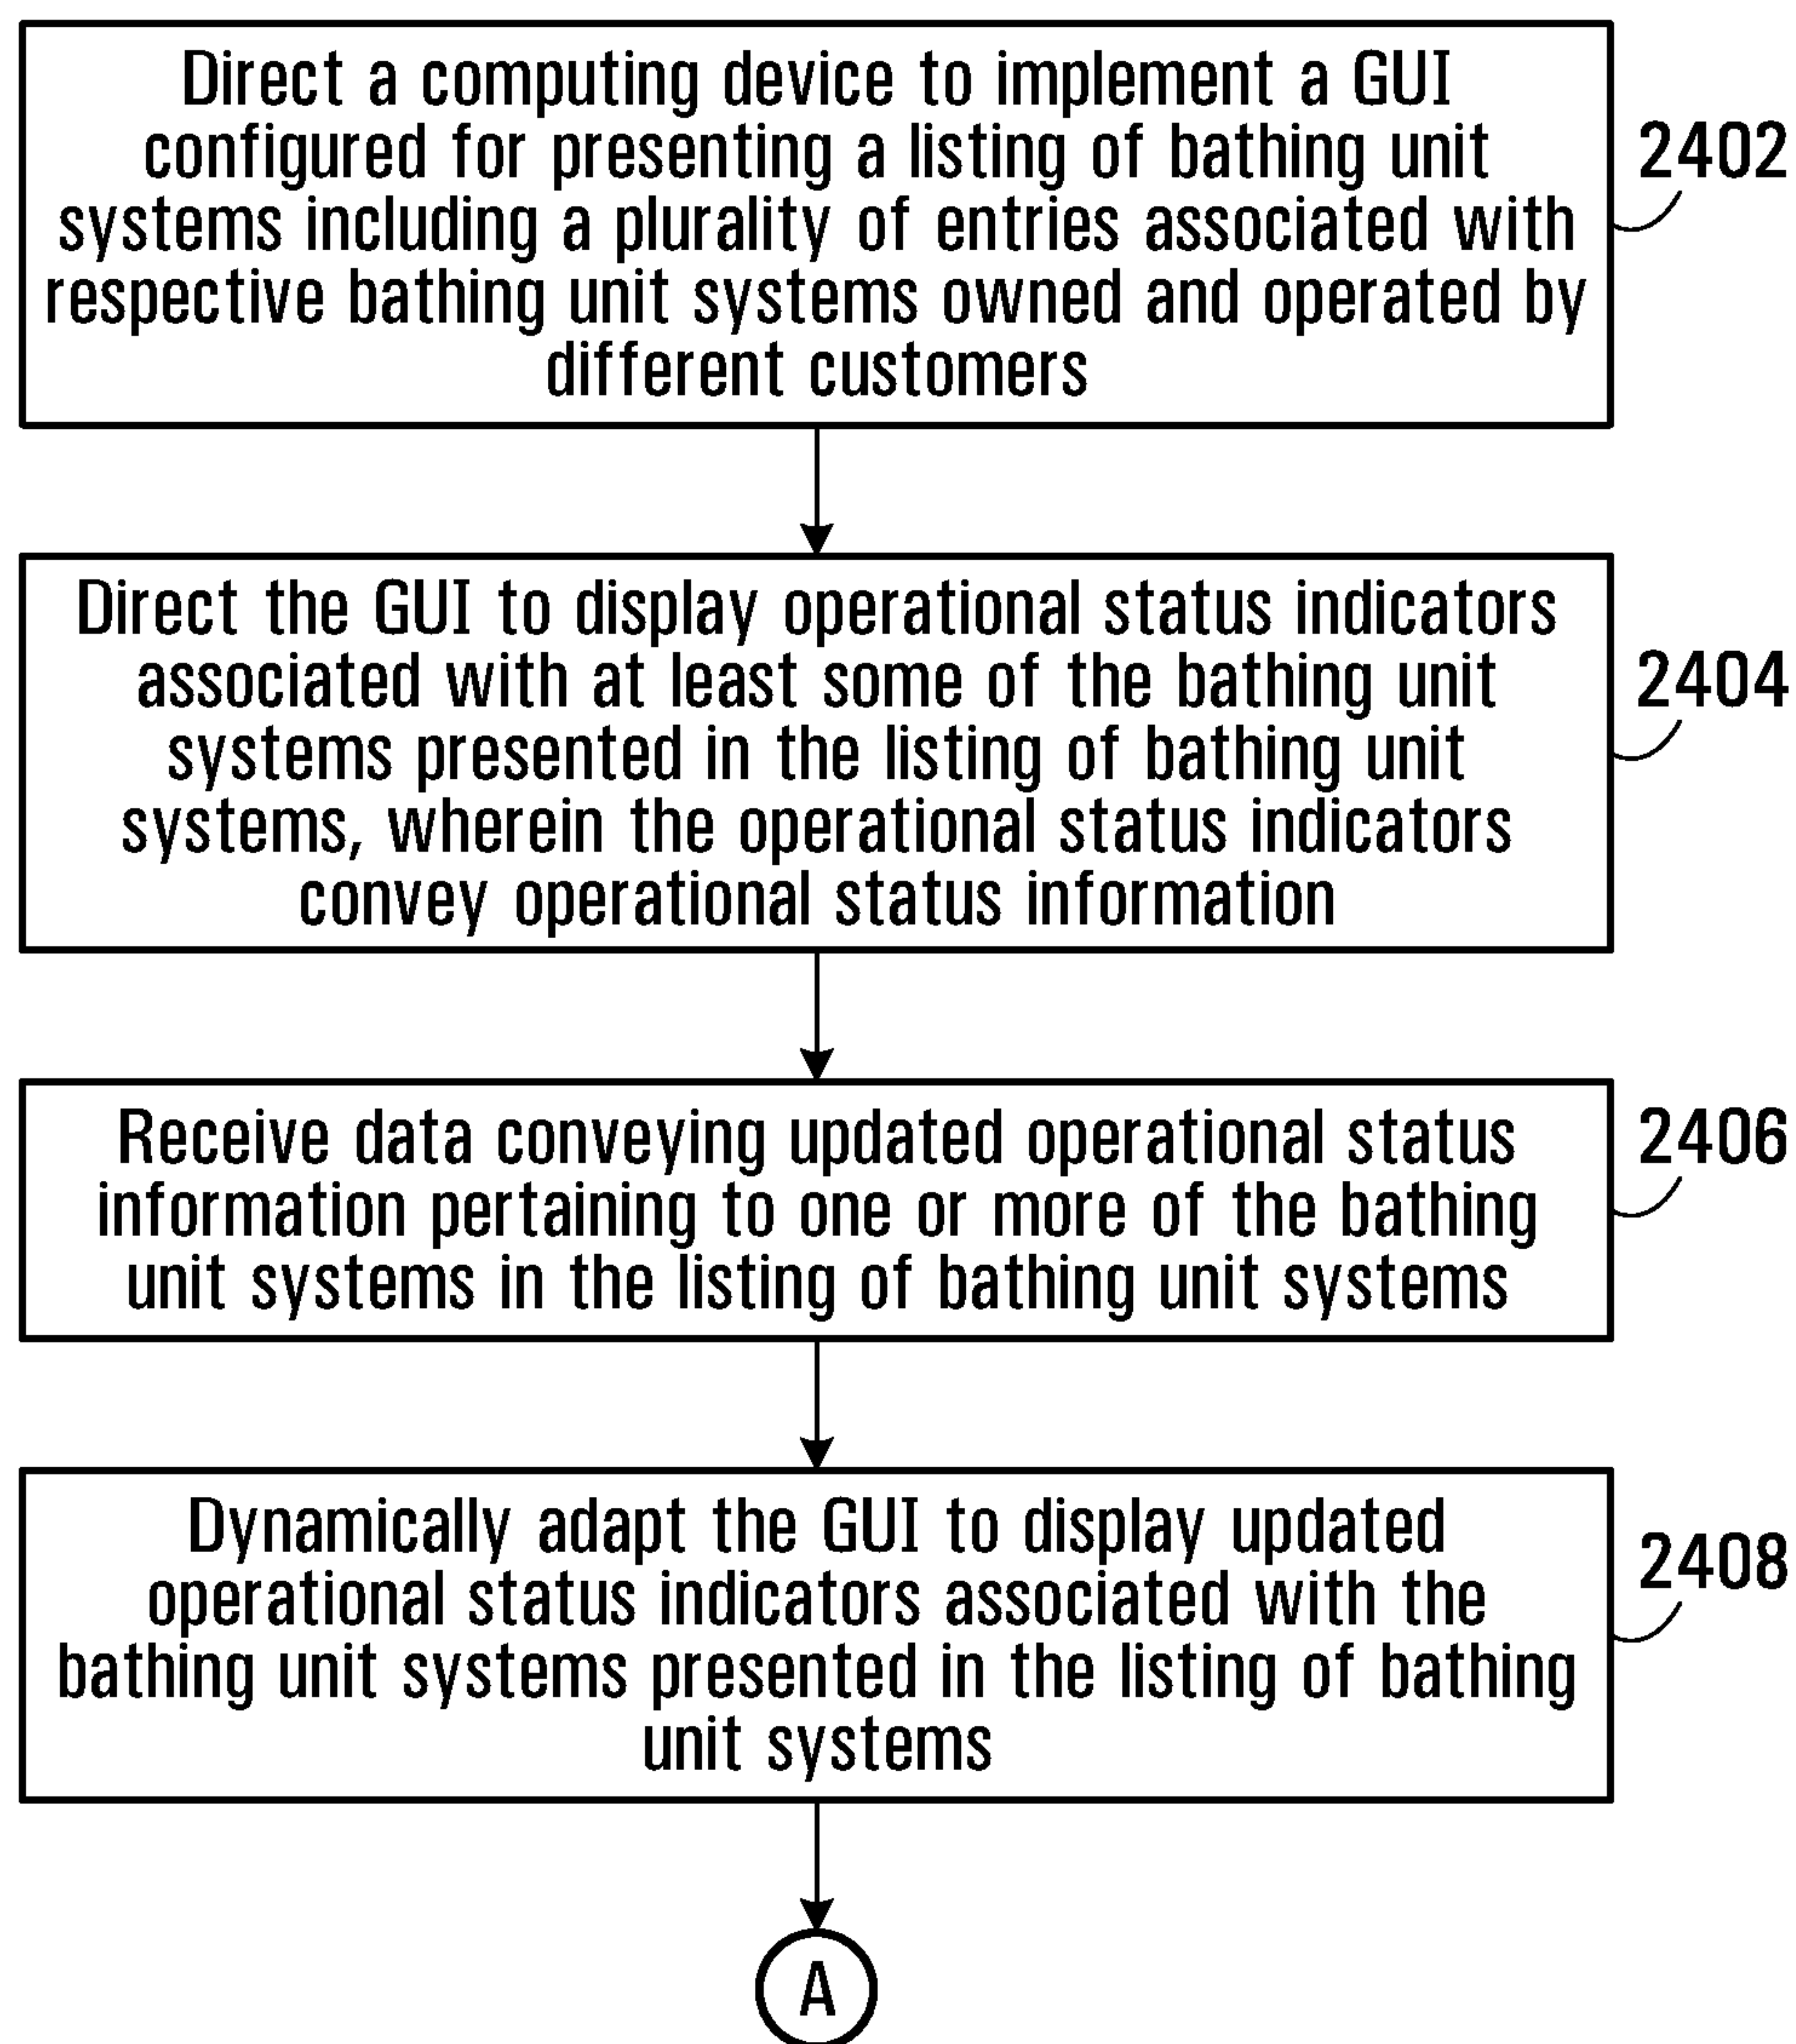 Direct a computing device to implement a GUI
configured for presenting a listing of bathing unit
systems including a plurality of entries associated with
respective bathing unit systems owned and operated by
different customers
2402
Direct the GUI to display operational status indicators
associated with at least some of the bathing unit
systems presented in the listing of bathing unit
systems, wherein the operational status indicators
convey operational status information
2404
Receive data conveying updated operational status
information pertaining to one or more of the bathing
unit systems in the listing of bathing unit systems
2406
Dynamically adapt the GUI to display updated
operational status indicators associated with the
bathing unit systems presented in the listing of bathing
unit systems
2408
A